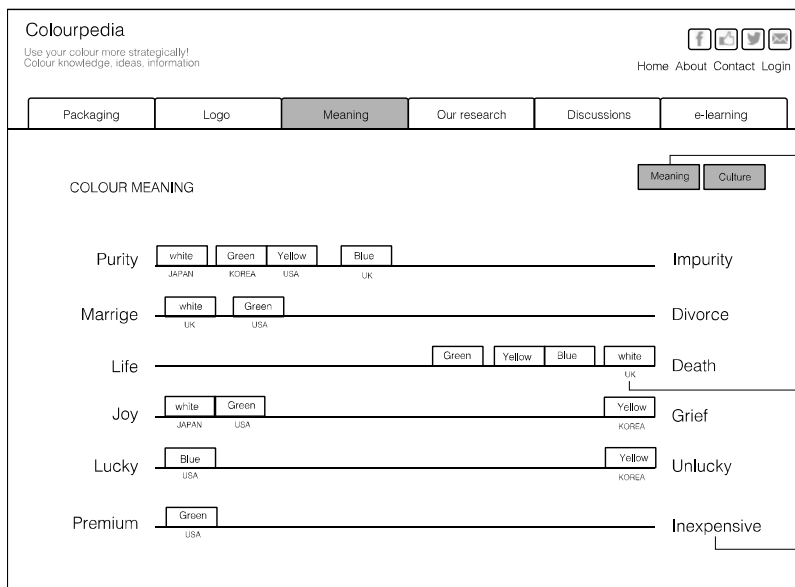 Colourpedia
Use your colour more strategically!
Colour knowledge, ideas, information
Home About Contact Login
Packaging Logo Meaning Our research Discussions e-learning
Meaning Culture
COLOUR MEANING
Purity white Green Yellow Blue Impurity
JAPAN KOREA USA UK
Marrige white Green Divorce
UK USA
Life Green Yellow Blue white Death
UK
Joy white Green Yellow Grief
JAPAN USA KOREA
Lucky Blue Yellow Unlucky
USA KOREA
Premium Green Inexpensive
USA